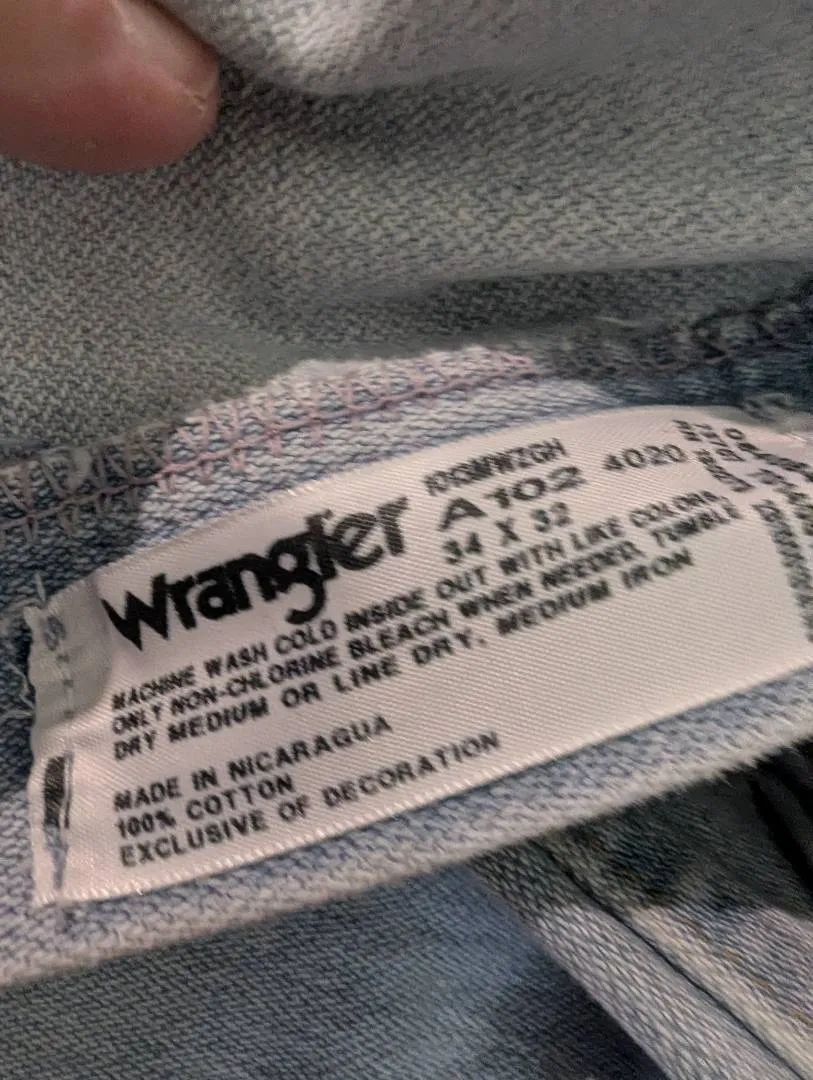 Wrangler
A102 4020
34 X 32
MACHINE WASH COLD INSIDE OUT WITH LIKE COLORS,
ONLY NON-CHLORINE BLEACH WHEN NEEDED, TUMBLE
DRY MEDIUM OR LINE DRY. MEDIUM IRON
MADE IN NICARAGUA
100% COTTON
EXCLUSIVE OF DECORATION